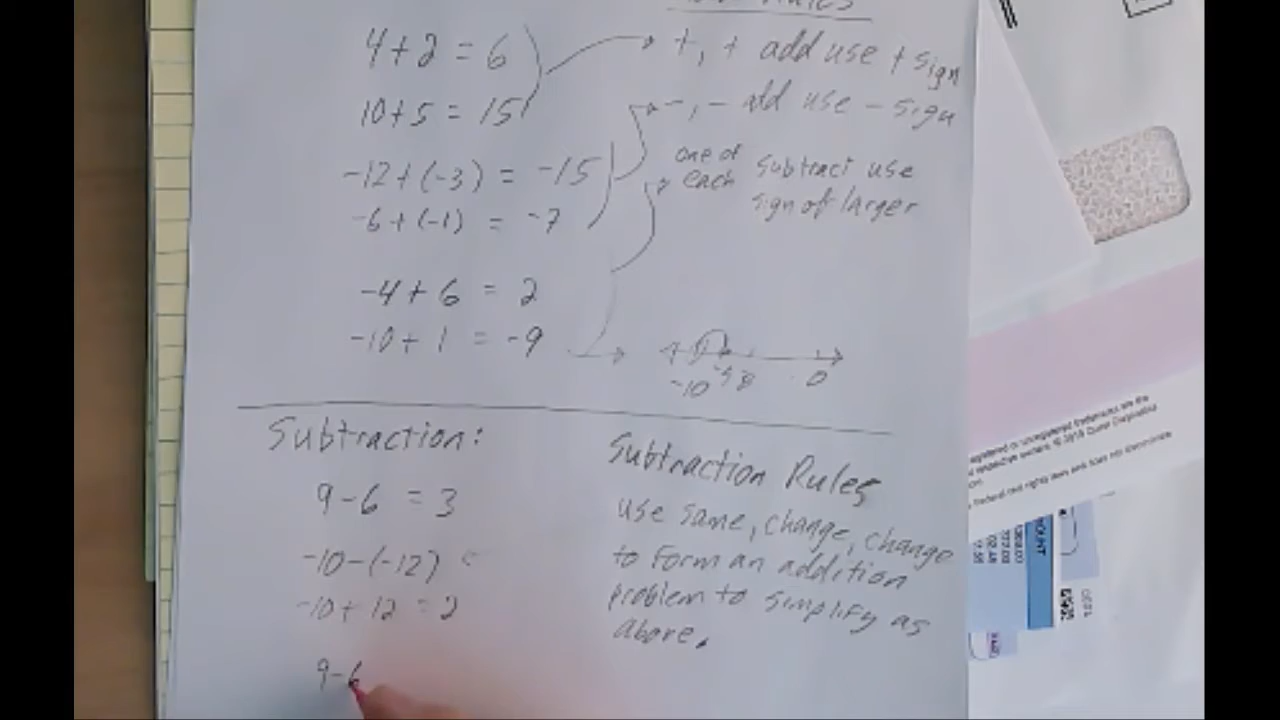 4 + 2 = 6
10 + 5 = 15
-12 + (-3) = -15
-6 + (-1) = -7
-4 + 6 = 2
-10 + 1 = -9
+, + add use + sign
-, - add use - sign
one of each subtract use
sign of larger
-10 -9 8 0
Subtraction:
9 - 6 = 3
-10 - (-12) =
-10 + 12 = 2
9 - 6
Subtraction Rules
use same, change, change
to form an addition
problem to simplify as
above.